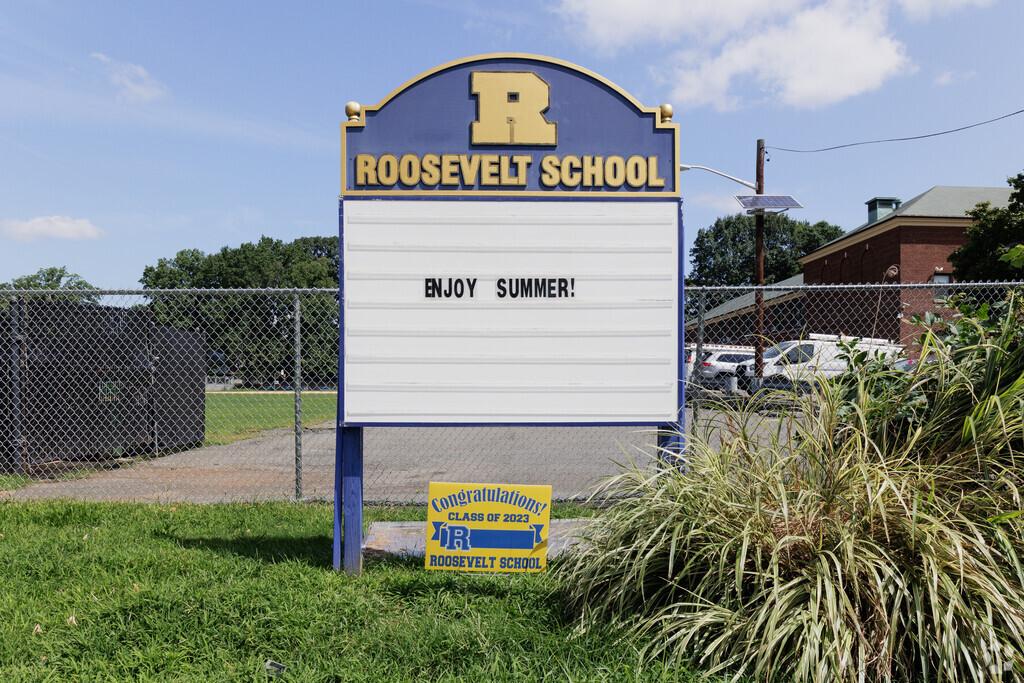 R
ROOSEVELT SCHOOL
ENJOY SUMMER!
Congratulations!
CLASS OF 2023
R
ROOSEVELT SCHOOL